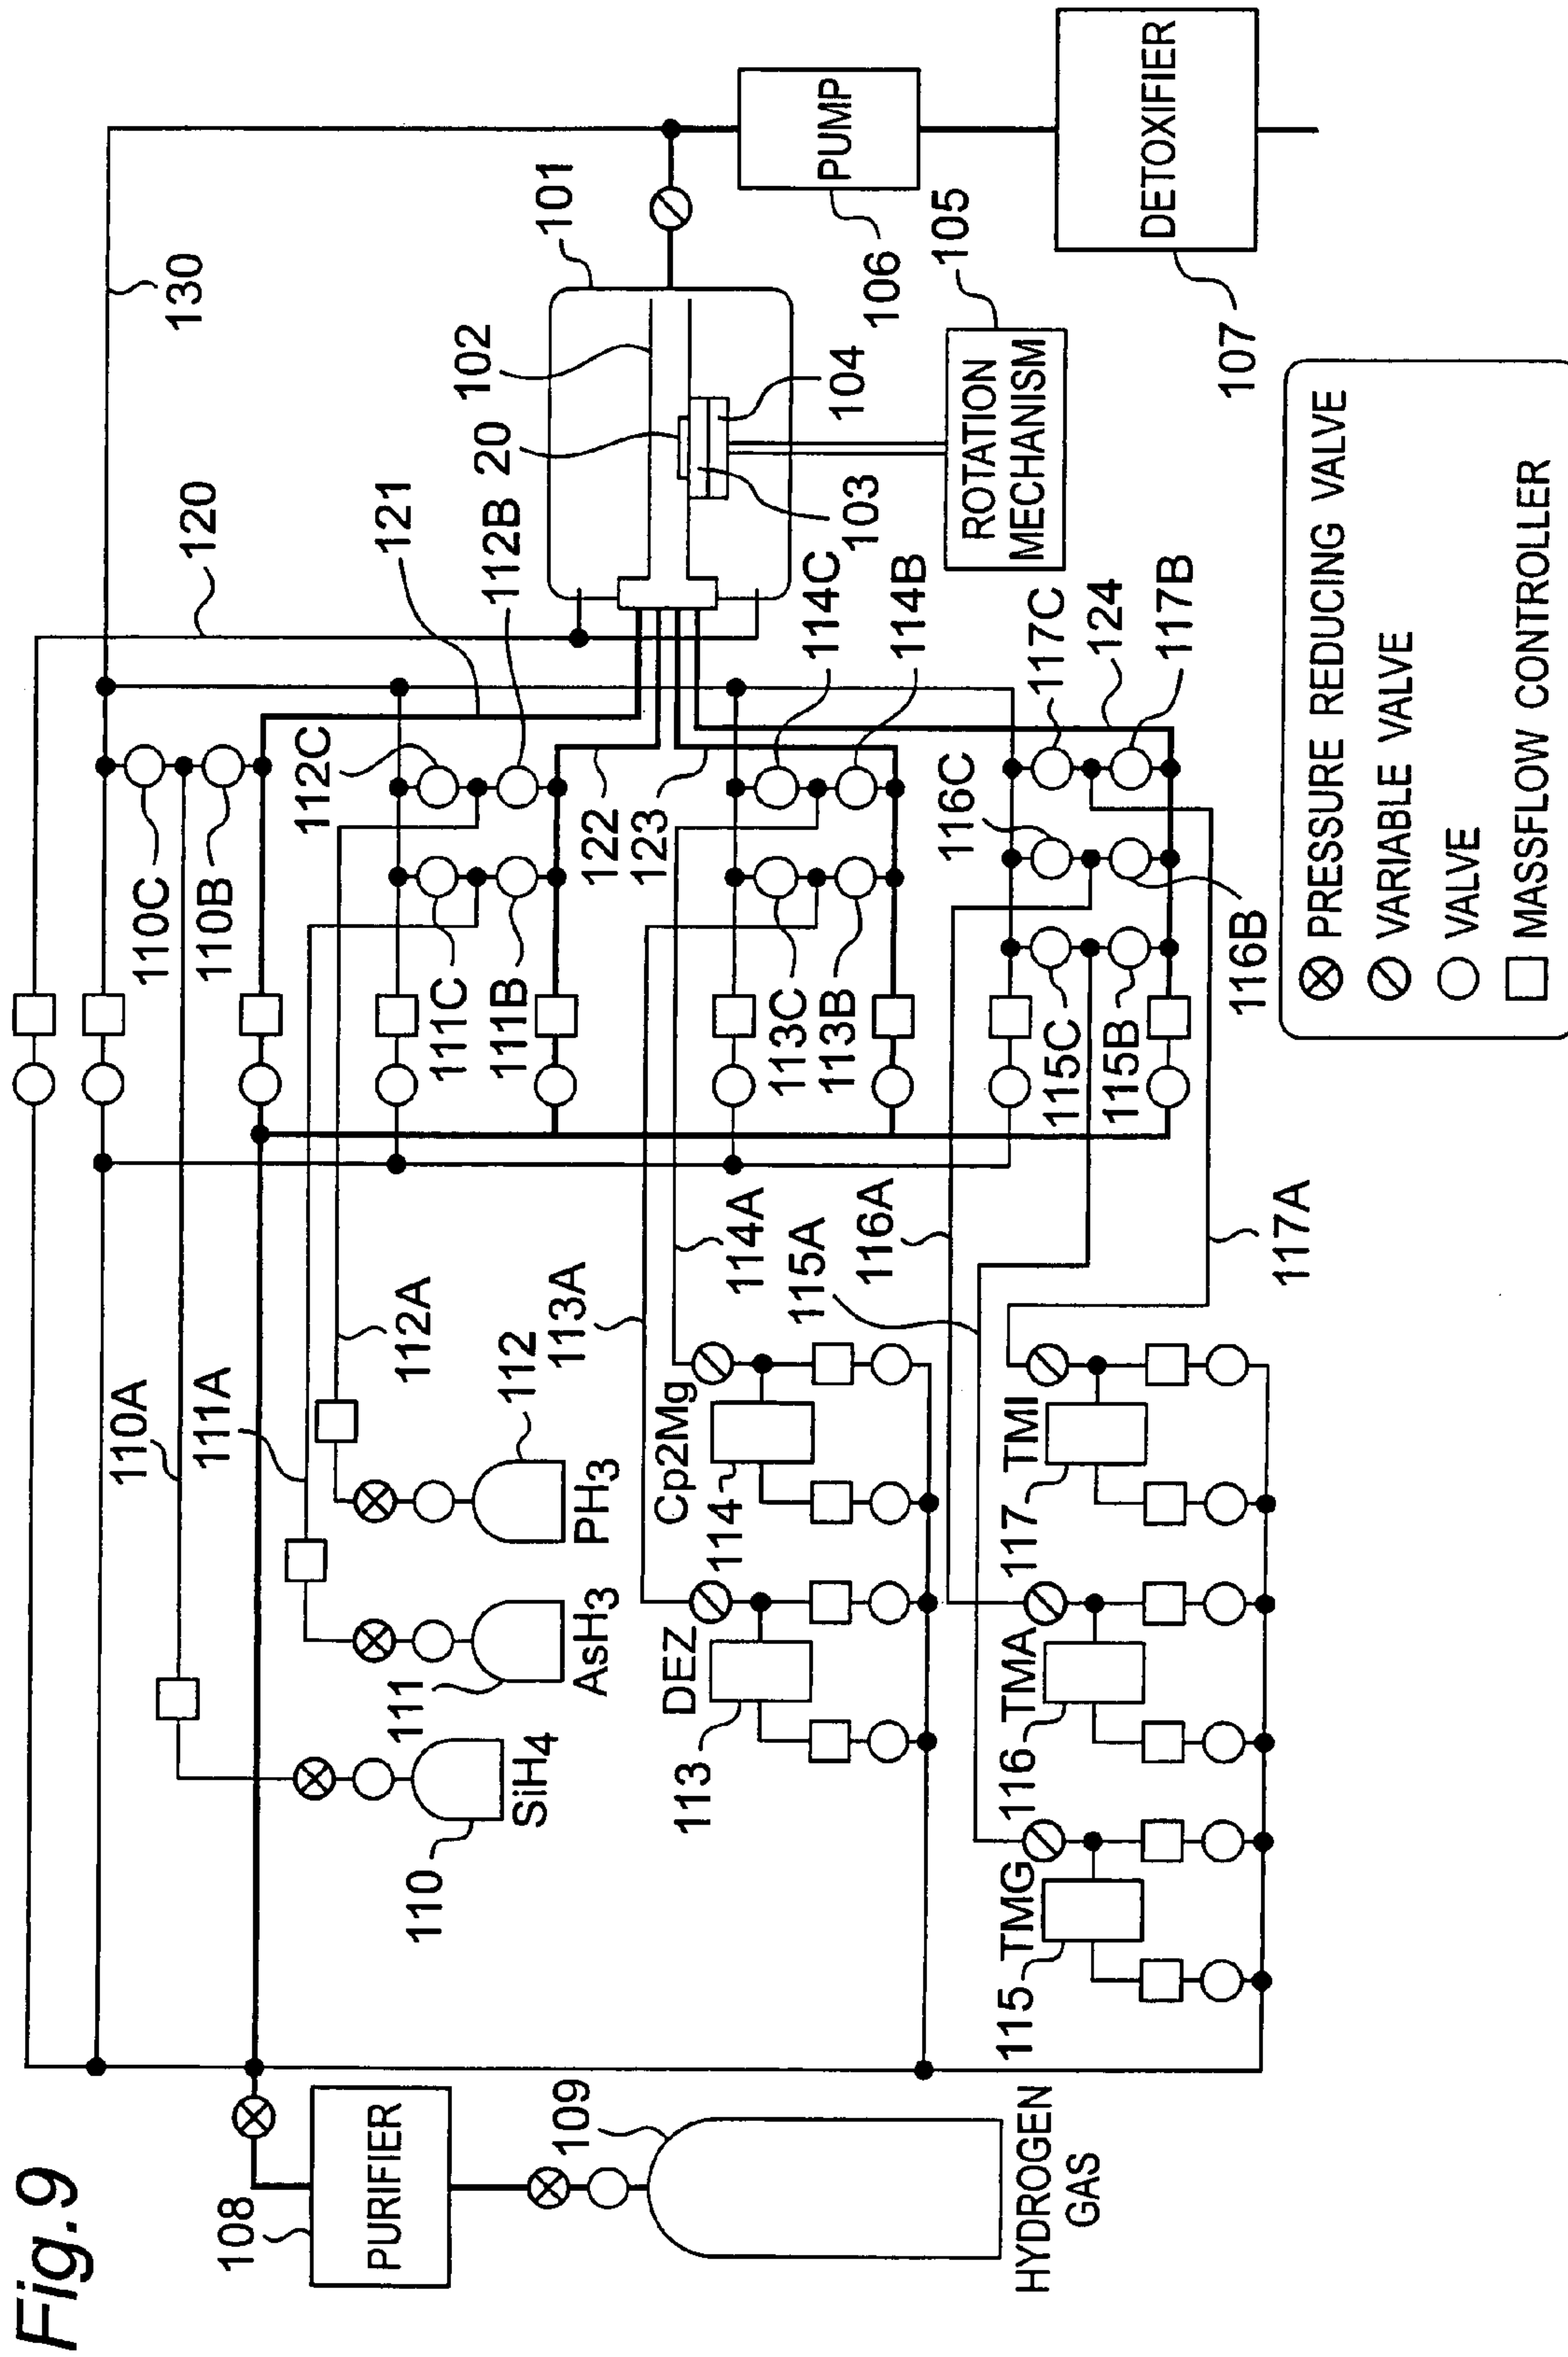 Fig.9
108
PURIFIER
109
HYDROGEN
GAS
110
SiH4
110A
111
AsH3
111A
112
PH3
112A
113
DEZ
113A
114
Cp2Mg
114A
115
TMG
115A
116
TMA
116A
117
TMI
117A
110C
110B
111C
111B
112C
112B
113C
113B
114C
114B
115C
115B
116C
116B
117C
117B
120
121
122
123
124
130
101
102
20
103
104
105
ROTATION
MECHANISM
106
PUMP
107
DETOXIFIER
PRESSURE REDUCING VALVE
VARIABLE VALVE
VALVE
MASSFLOW CONTROLLER